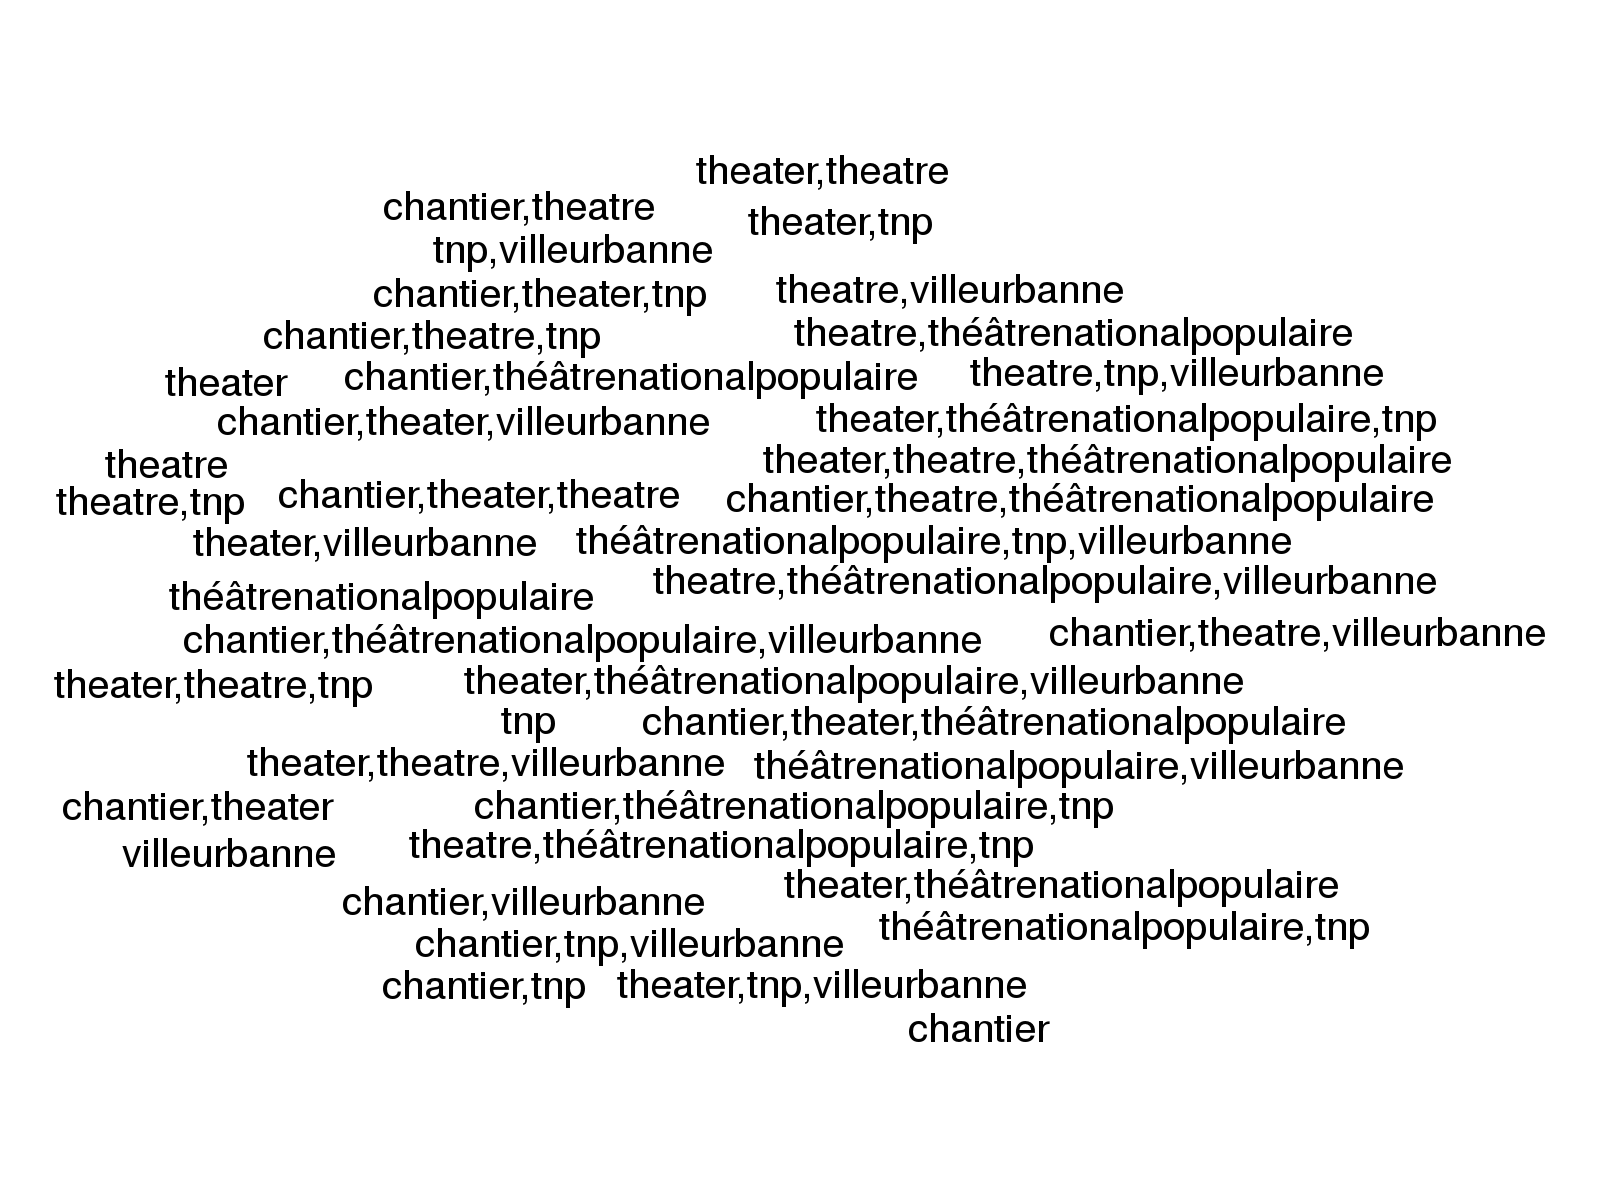 theater,theatre
chantier,theatre
theater,tnp
tnp,villeurbanne
chantier,theater,tnp
theatre,villeurbanne
chantier,theatre,tnp
theatre,théâtrenationalpopulaire
theater
chantier,théâtrenationalpopulaire
theatre,tnp,villeurbanne
chantier,theater,villeurbanne
theater,théâtrenationalpopulaire,tnp
theatre
theater,theatre,théâtrenationalpopulaire
theatre,tnp
chantier,theater,theatre
chantier,theatre,théâtrenationalpopulaire
theater,villeurbanne
théâtrenationalpopulaire,tnp,villeurbanne
théâtrenationalpopulaire
theatre,théâtrenationalpopulaire,villeurbanne
chantier,théâtrenationalpopulaire,villeurbanne
chantier,theatre,villeurbanne
theater,theatre,tnp
theater,théâtrenationalpopulaire,villeurbanne
tnp
chantier,theater,théâtrenationalpopulaire
theater,theatre,villeurbanne
théâtrenationalpopulaire,villeurbanne
chantier,theater
chantier,théâtrenationalpopulaire,tnp
villeurbanne
theatre,théâtrenationalpopulaire,tnp
theater,théâtrenationalpopulaire
chantier,villeurbanne
théâtrenationalpopulaire,tnp
chantier,tnp,villeurbanne
chantier,tnp
theater,tnp,villeurbanne
chantier